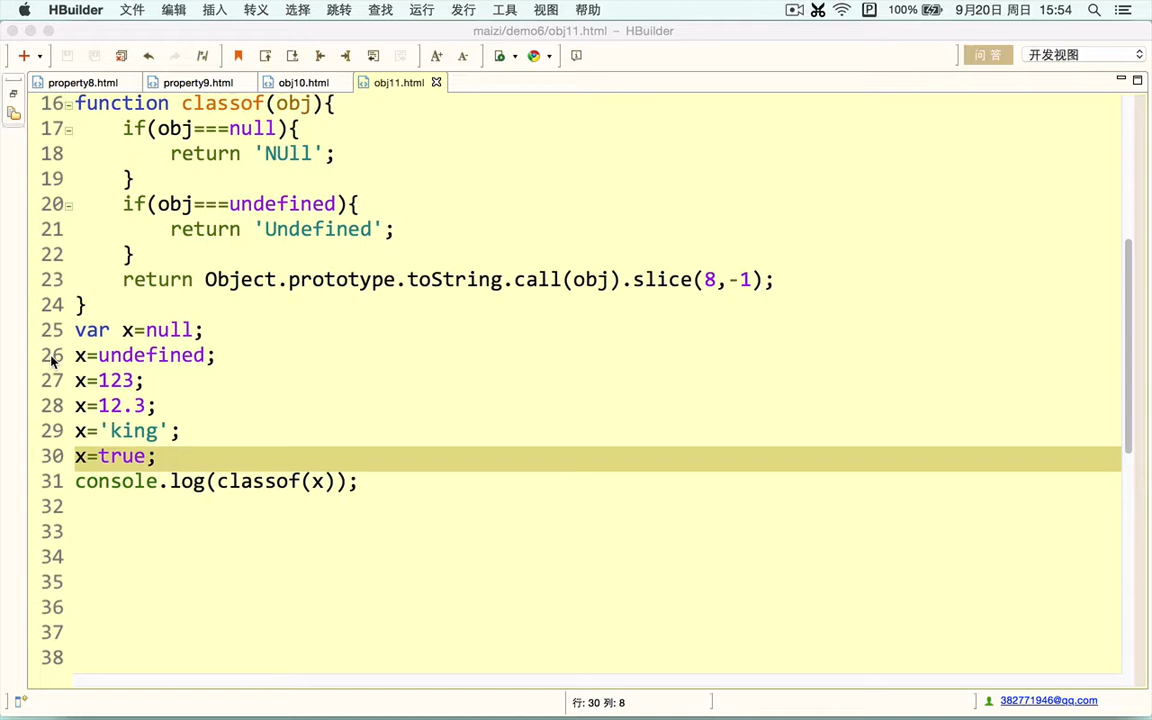 HBuilder 文件 编辑 插入 转义 选择 跳转 查找 运行 发行 工具 视图 帮助 100% 9月20日 周日 15:54
maizi/demo6/obj11.html – HBuilder
问 答 开发视图
property8.html property9.html obj10.html obj11.html
16 function classof(obj){
17 if(obj===null){
18 return 'NUll';
19 }
20 if(obj===undefined){
21 return 'Undefined';
22 }
23 return Object.prototype.toString.call(obj).slice(8,-1);
24 }
25 var x=null;
26 x=undefined;
27 x=123;
28 x=12.3;
29 x='king';
30 x=true;
31 console.log(classof(x));
32
33
34
35
36
37
38
行: 30 列: 8 382771946@qq.com